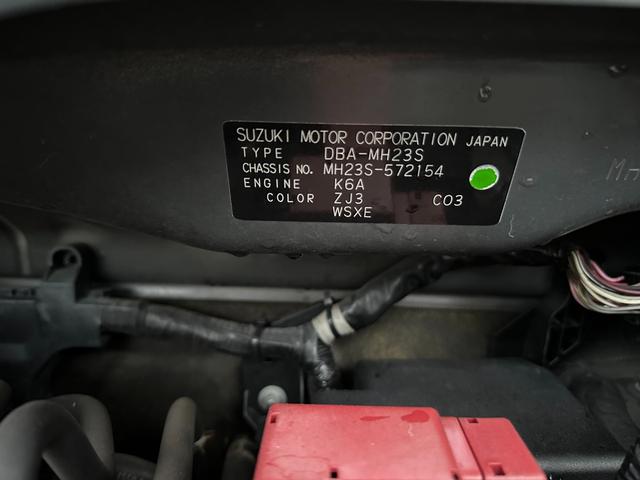 SUZUKI MOTOR CORPORATION JAPAN
TYPE DBA-MH23S
CHASSIS NO. MH23S-572154
ENGINE K6A
COLOR ZJ3 C03
WSXE